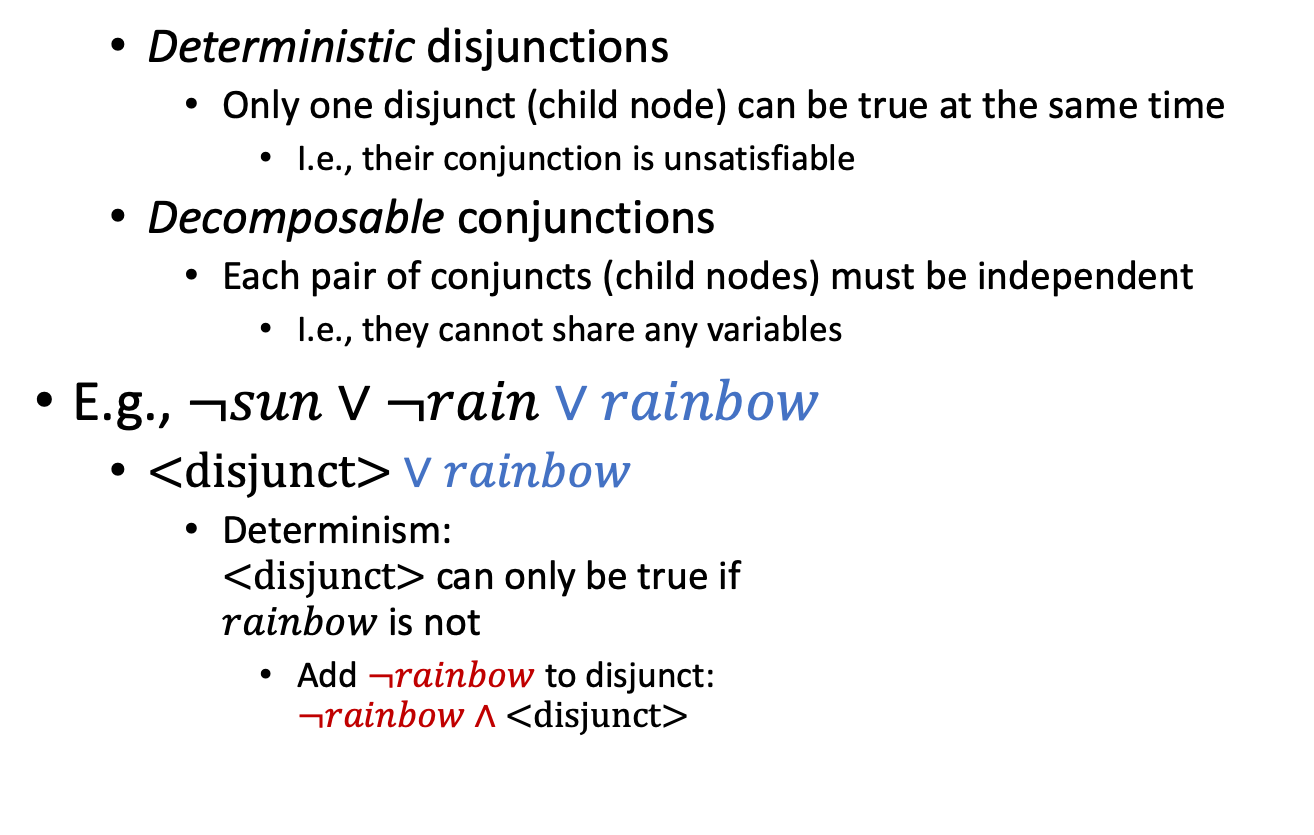 • Deterministic disjunctions
• Only one disjunct (child node) can be true at the same time
• I.e., their conjunction is unsatisfiable
• Decomposable conjunctions
• Each pair of conjuncts (child nodes) must be independent
• I.e., they cannot share any variables
• E.g., ¬sun ∨ ¬rain ∨ rainbow
• <disjunct> ∨ rainbow
• Determinism:
<disjunct> can only be true if
rainbow is not
• Add ¬rainbow to disjunct:
¬rainbow ∧ <disjunct>